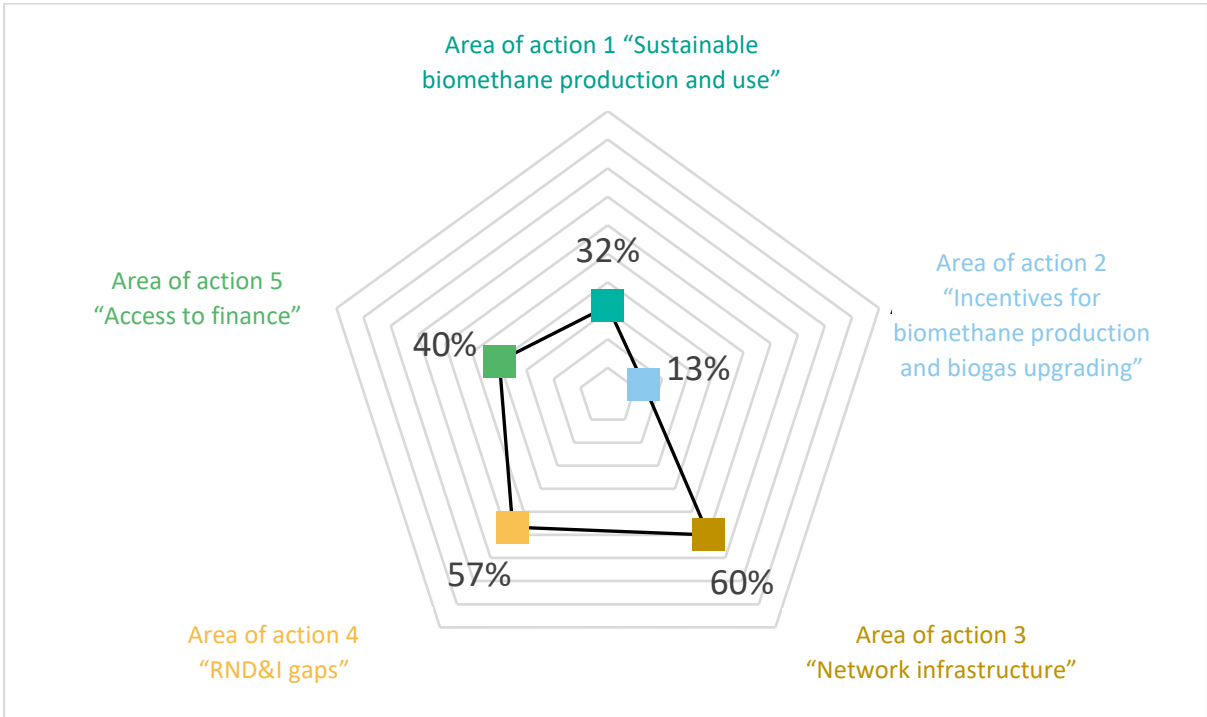 Area of action 1 “Sustainable
biomethane production and use”
32%
Area of action 2
“Incentives for
biomethane production
and biogas upgrading”
13%
Area of action 5
“Access to finance”
40%
57%
60%
Area of action 4
“RND&I gaps”
Area of action 3
“Network infrastructure”